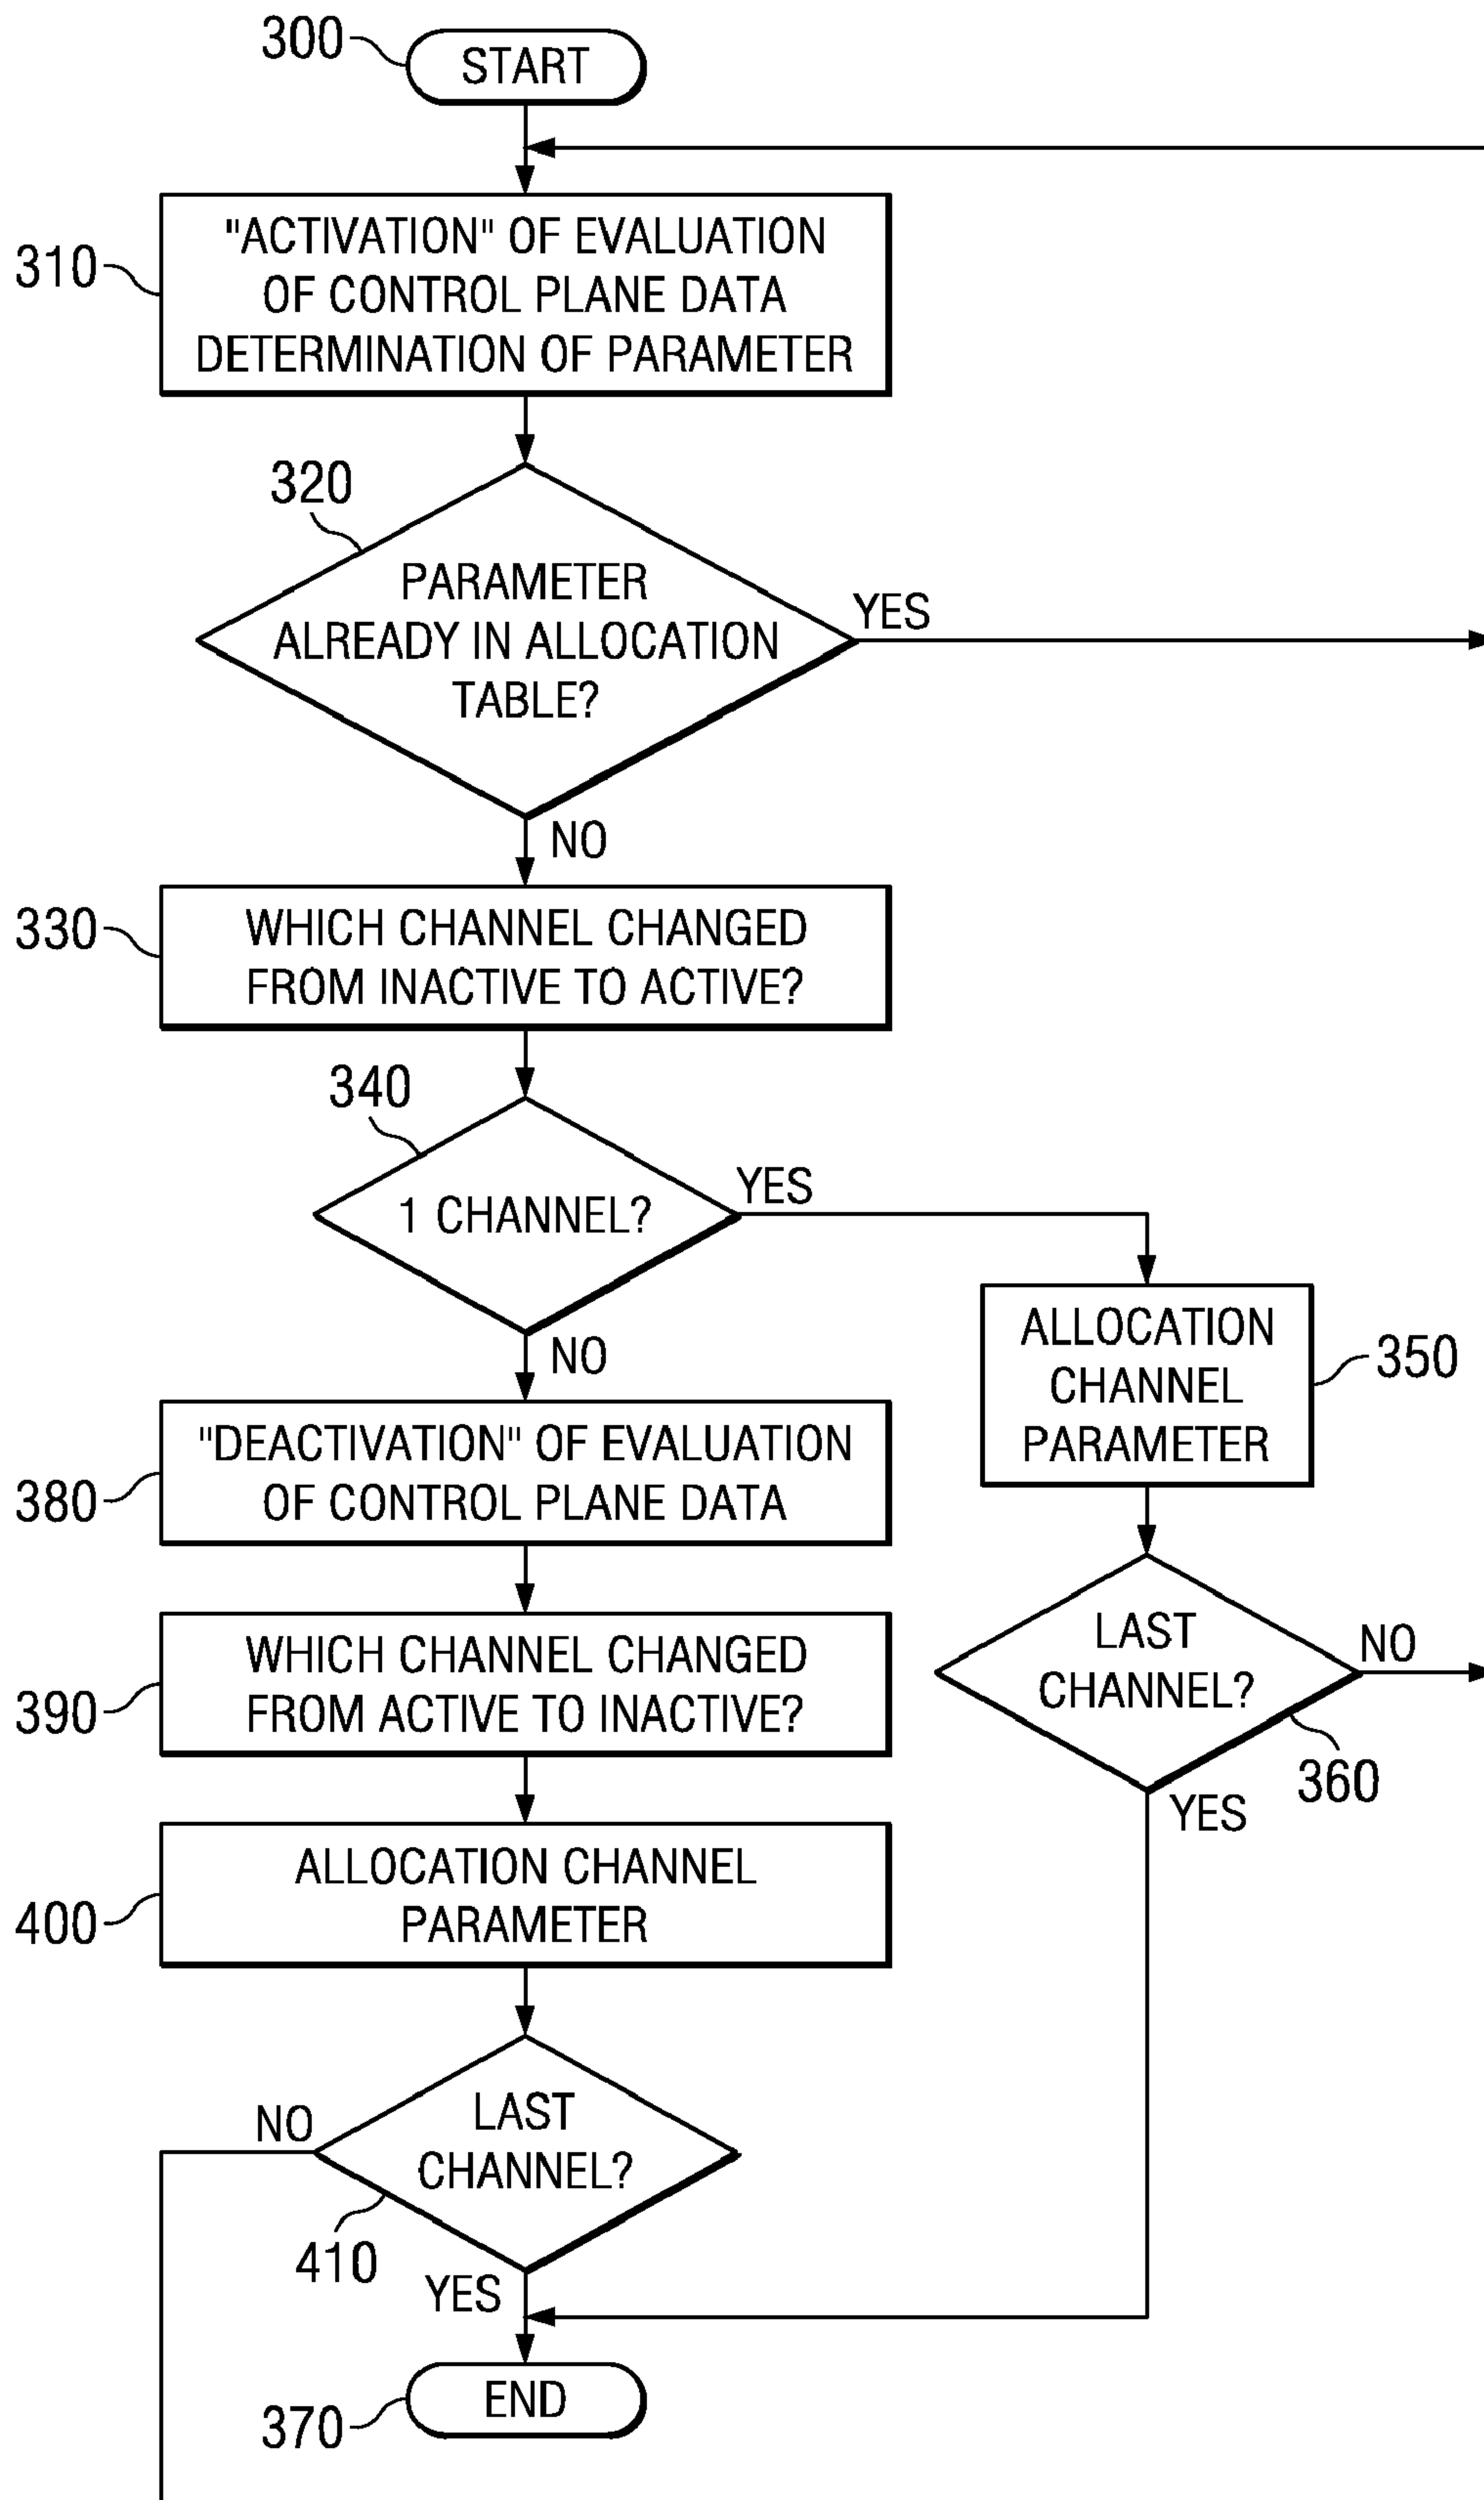 300
START
310
"ACTIVATION" OF EVALUATION
OF CONTROL PLANE DATA
DETERMINATION OF PARAMETER
320
PARAMETER
ALREADY IN ALLOCATION
TABLE?
YES
NO
330
WHICH CHANNEL CHANGED
FROM INACTIVE TO ACTIVE?
340
1 CHANNEL?
YES
NO
ALLOCATION
CHANNEL
PARAMETER
350
380
"DEACTIVATION" OF EVALUATION
OF CONTROL PLANE DATA
LAST
CHANNEL?
NO
360
YES
390
WHICH CHANNEL CHANGED
FROM ACTIVE TO INACTIVE?
400
ALLOCATION CHANNEL
PARAMETER
NO
LAST
CHANNEL?
410
YES
END
370